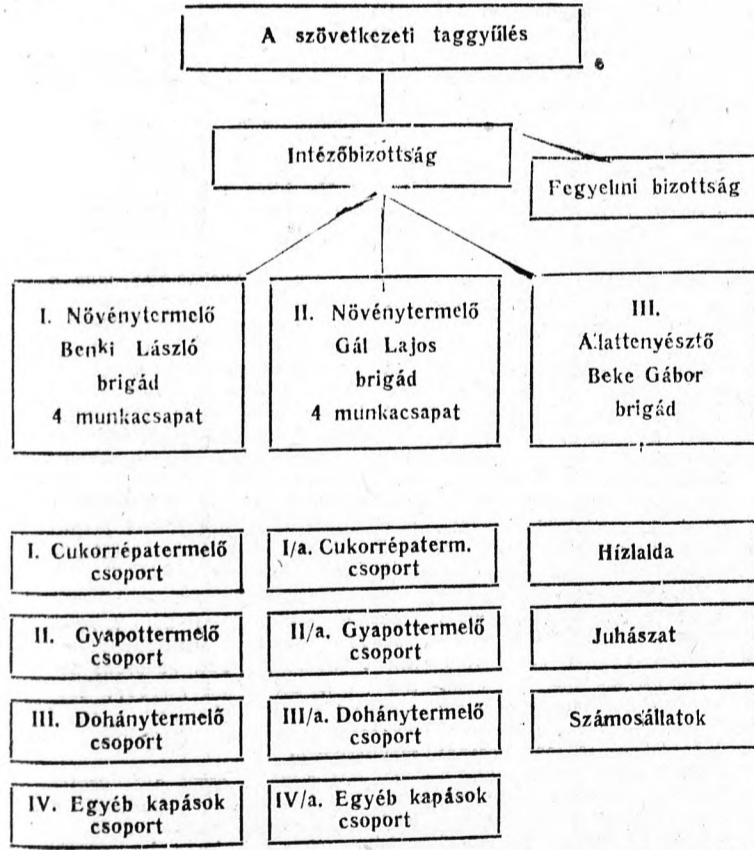 A szövetkezeti taggyűlés
Intézőbizottság
Fegyelmi bizottság
I. Növénytermelő
Benki László
brigád
4 munkacsapat
II. Növénytermelő
Gál Lajos
brigád
4 munkacsapat
III.
Állattenyésztő
Beke Gábor
brigád
I. Cukorrépatermelő
csoport
I/a. Cukorrépaterm.
csoport
Hízlalda
II. Gyapottermelő
csoport
II/a. Gyapottermelő
csoport
Juhászat
III. Dohánytermelő
csoport
III/a. Dohánytermelő
csoport
Számosállatok
IV. Egyéb kapások
csoport
IV/a. Egyéb kapások
csoport